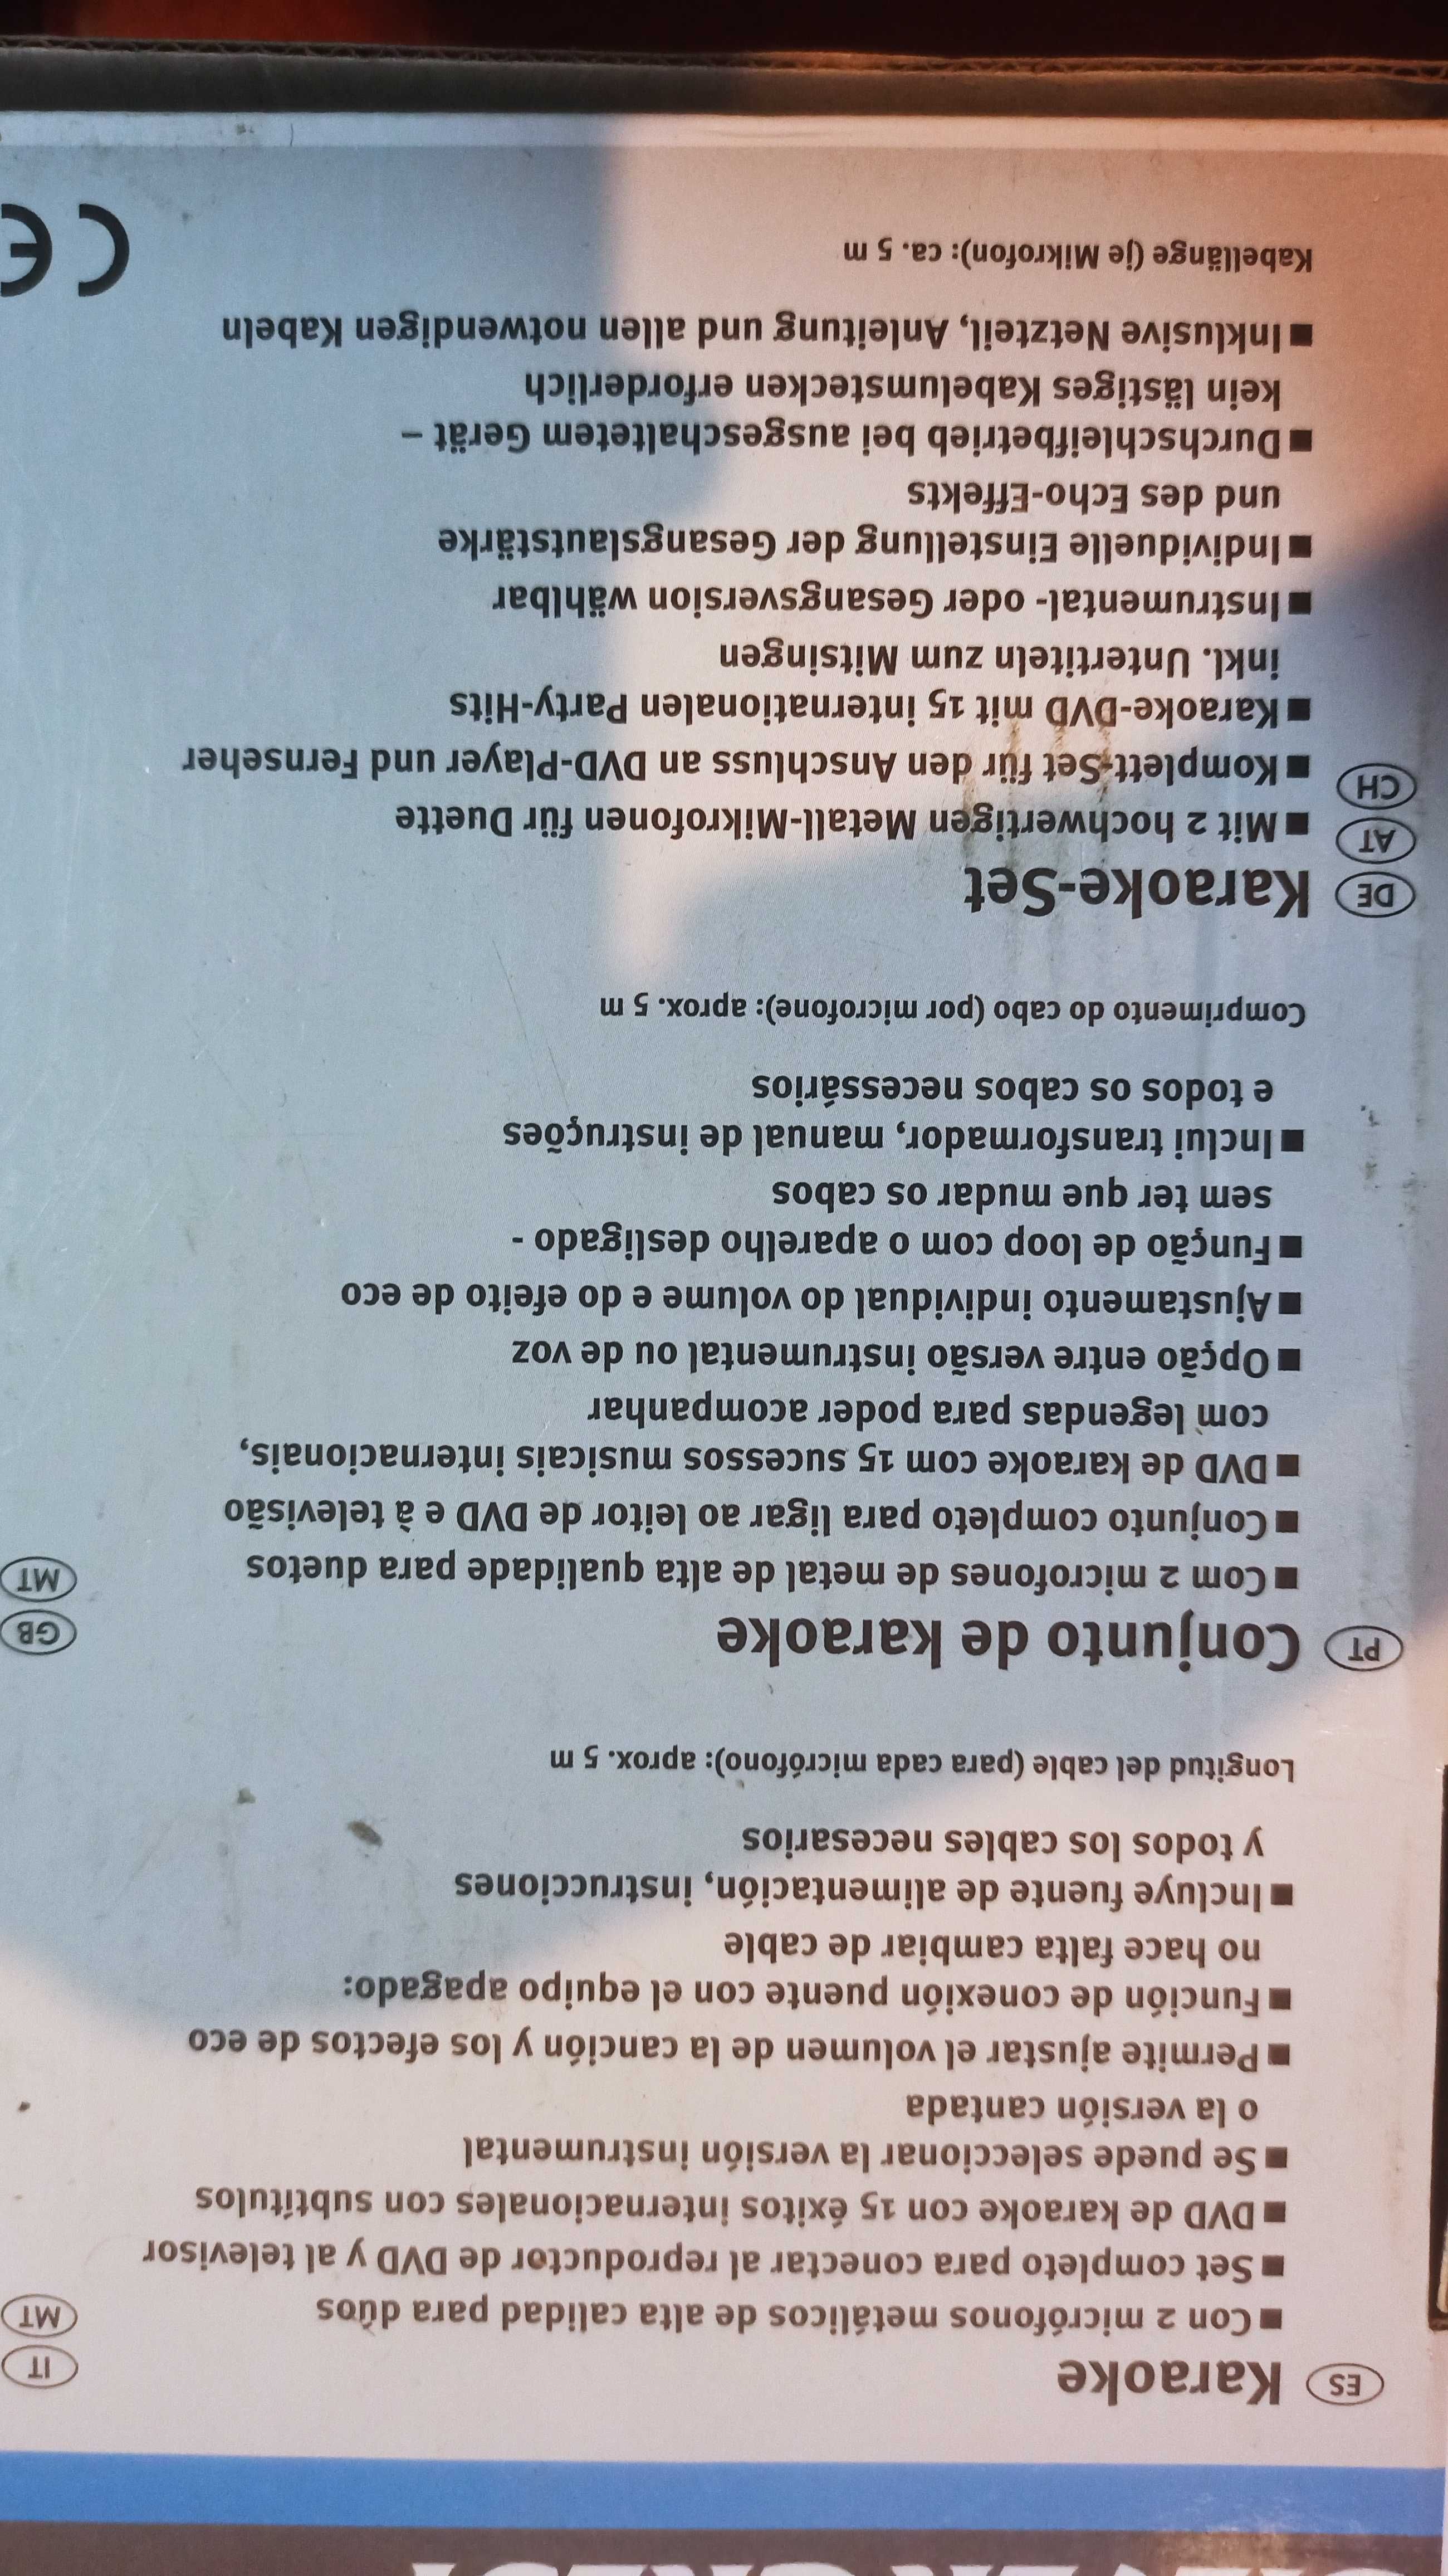 ES Karaoke
■ Con 2 micrófonos metálicos de alta calidad para dúos
■ Set completo para conectar al reproductor de DVD y al televisor
■ DVD de karaoke con 15 éxitos internacionales con subtítulos
■ Se puede seleccionar la versión instrumental
o la versión cantada
■ Permite ajustar el volumen de la canción y los efectos de eco
■ Función de conexión puente con el equipo apagado:
no hace falta cambiar de cable
■ Incluye fuente de alimentación, instrucciones
y todos los cables necesarios
Longitud del cable (para cada micrófono): aprox. 5 m
PT Conjunto de karaoke
■ Com 2 microfones de metal de alta qualidade para duetos
■ Conjunto completo para ligar ao leitor de DVD e à televisão
■ DVD de karaoke com 15 sucessos musicais internacionais,
com legendas para poder acompanhar
■ Opção entre versão instrumental ou de voz
■ Ajustamento individual do volume e do efeito de eco
■ Função de loop com o aparelho desligado -
sem ter que mudar os cabos
■ Inclui transformador, manual de instruções
e todos os cabos necessários
Comprimento do cabo (por microfone): aprox. 5 m
DE Karaoke-Set
AT
CH
■ Mit 2 hochwertigen Metall-Mikrofonen für Duette
■ Komplett-Set für den Anschluss an DVD-Player und Fernseher
■ Karaoke-DVD mit 15 internationalen Party-Hits
inkl. Untertiteln zum Mitsingen
■ Instrumental- oder Gesangsversion wählbar
■ Individuelle Einstellung der Gesangslautstärke
und des Echo-Effekts
■ Durchschleifbetrieb bei ausgeschaltetem Gerät –
kein lästiges Kabelumstecken erforderlich
■ Inklusive Netzteil, Anleitung und allen notwendigen Kabeln
Kabellänge (je Mikrofon): ca. 5 m
IT
MT
GB
MT
CE